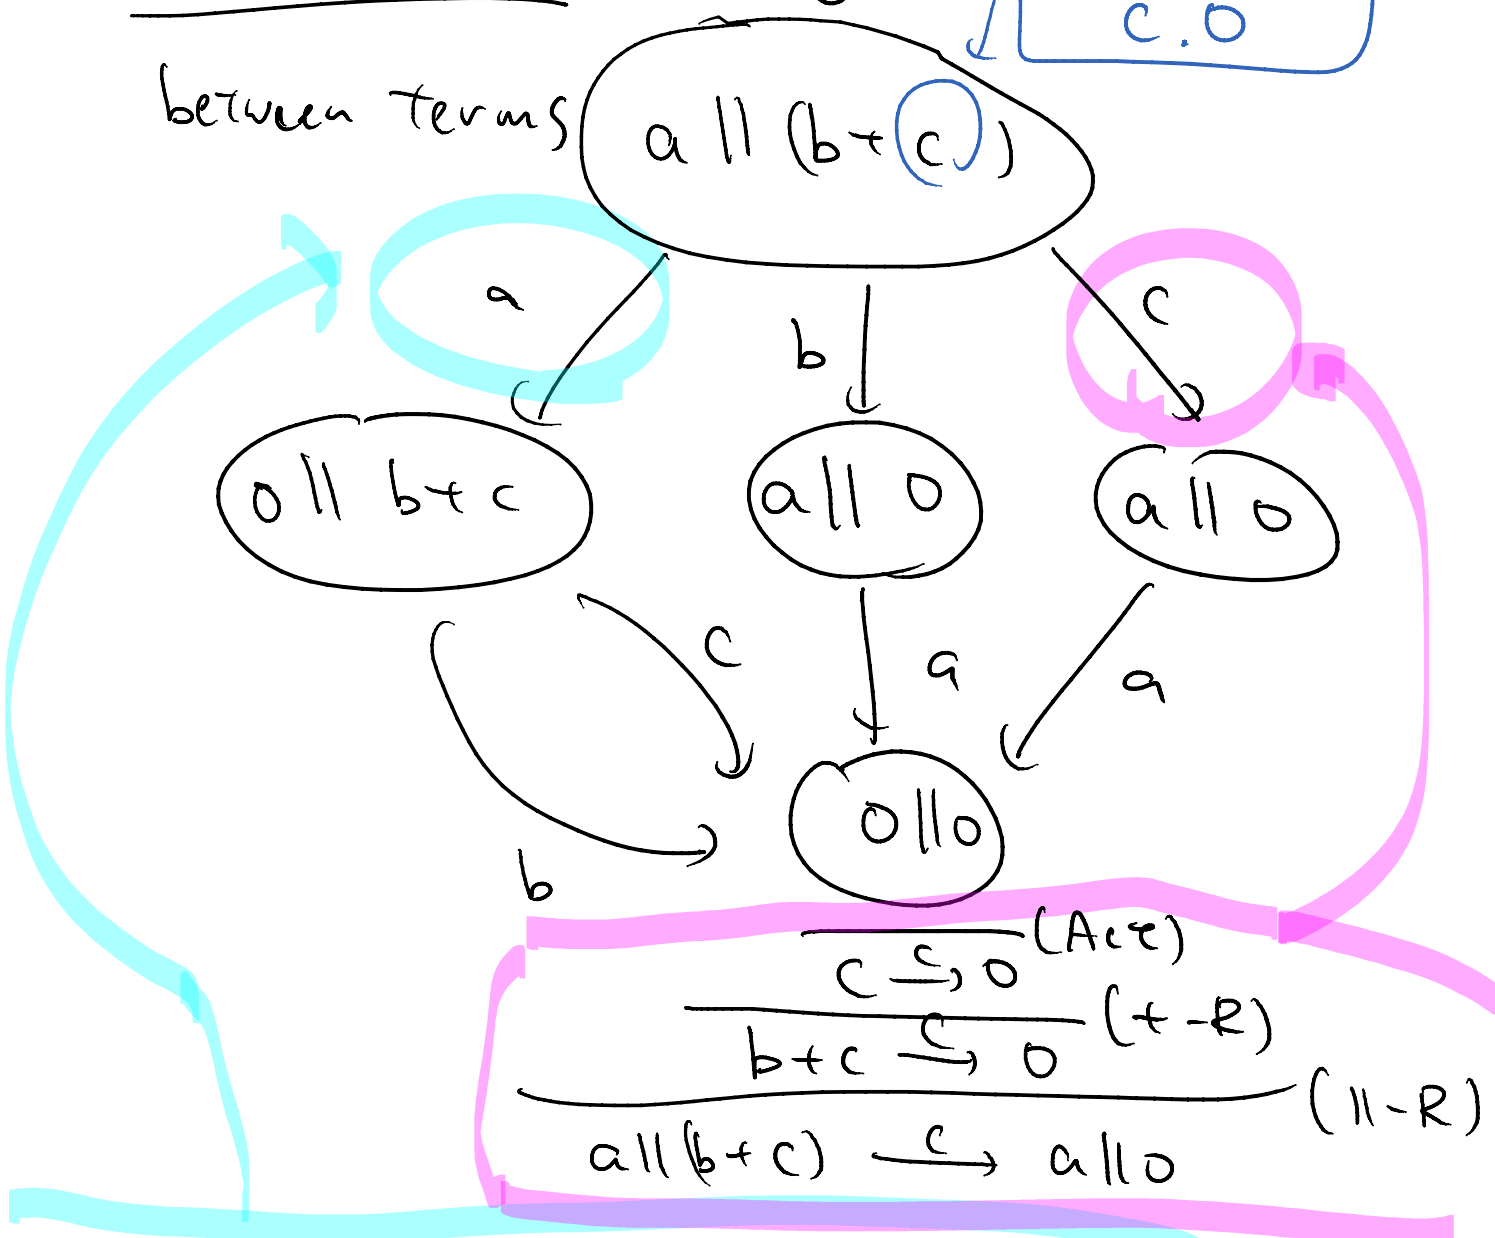 c.0
between terms
a || (b+c)
a
b
c
0 || b+c
a || 0
a || 0
c
a
a
b
0||0
(Act)
c →c 0
(+-R)
b+c →c 0
(||-R)
a||(b+c) →c a||0